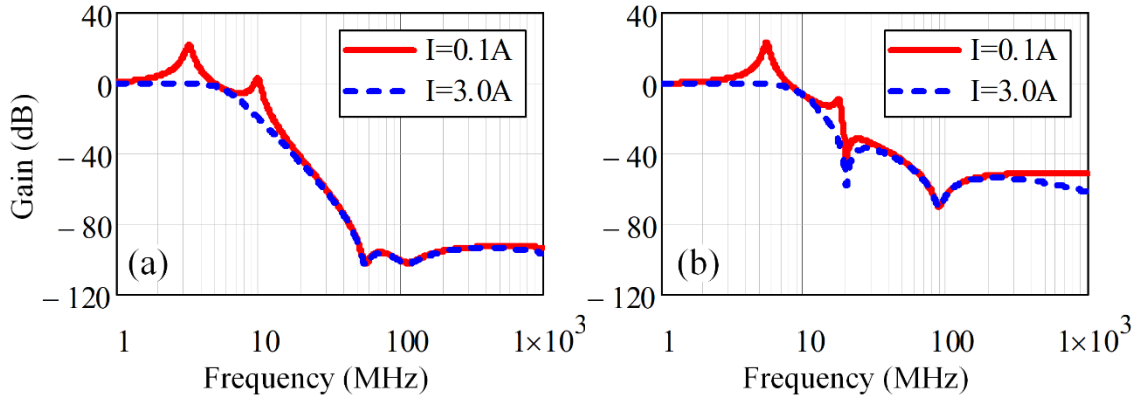 40
0
− 40
− 80
− 120
Gain (dB)
I=0.1A
I=3.0A
(a)
1
10
100
1×10³
Frequency (MHz)
40
0
− 40
− 80
− 120
I=0.1A
I=3.0A
(b)
1
10
100
1×10³
Frequency (MHz)